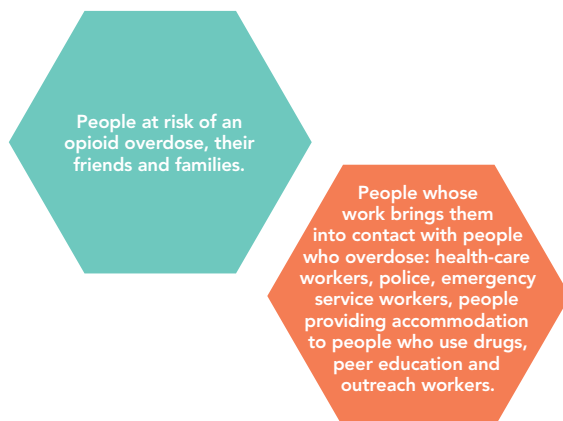 People at risk of an
opioid overdose, their
friends and families.
People whose
work brings them
into contact with people
who overdose: health-care
workers, police, emergency
service workers, people
providing accommodation
to people who use drugs,
peer education and
outreach workers.